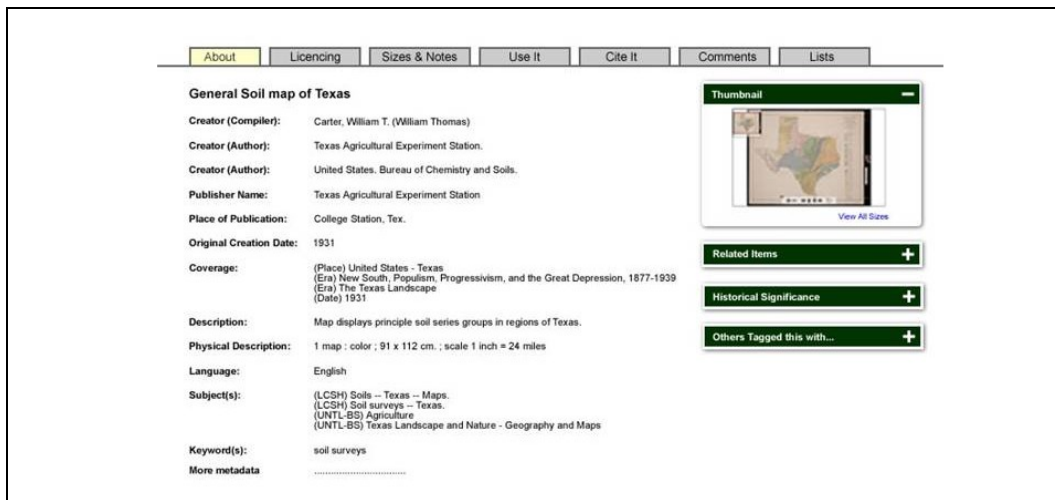 About
Licencing
Sizes & Notes
Use It
Cite It
Comments
Lists
General Soil map of Texas
Creator (Compiler): Carter, William T. (William Thomas)
Creator (Author): Texas Agricultural Experiment Station.
Creator (Author): United States. Bureau of Chemistry and Soils.
Publisher Name: Texas Agricultural Experiment Station
Place of Publication: College Station, Tex.
Original Creation Date: 1931
Coverage: (Place) United States - Texas
(Era) New South, Populism, Progressivism, and the Great Depression, 1877-1939
(Era) The Texas Landscape
(Date) 1931
Description: Map displays principle soil series groups in regions of Texas.
Physical Description: 1 map : color ; 91 x 112 cm. ; scale 1 inch = 24 miles
Language: English
Subject(s): (LCSH) Soils -- Texas -- Maps.
(LCSH) Soil surveys -- Texas.
(UNTL-BS) Agriculture
(UNTL-BS) Texas Landscape and Nature - Geography and Maps
Keyword(s): soil surveys
More metadata ................................
Thumbnail
View All Sizes
Related Items
Historical Significance
Others Tagged this with...